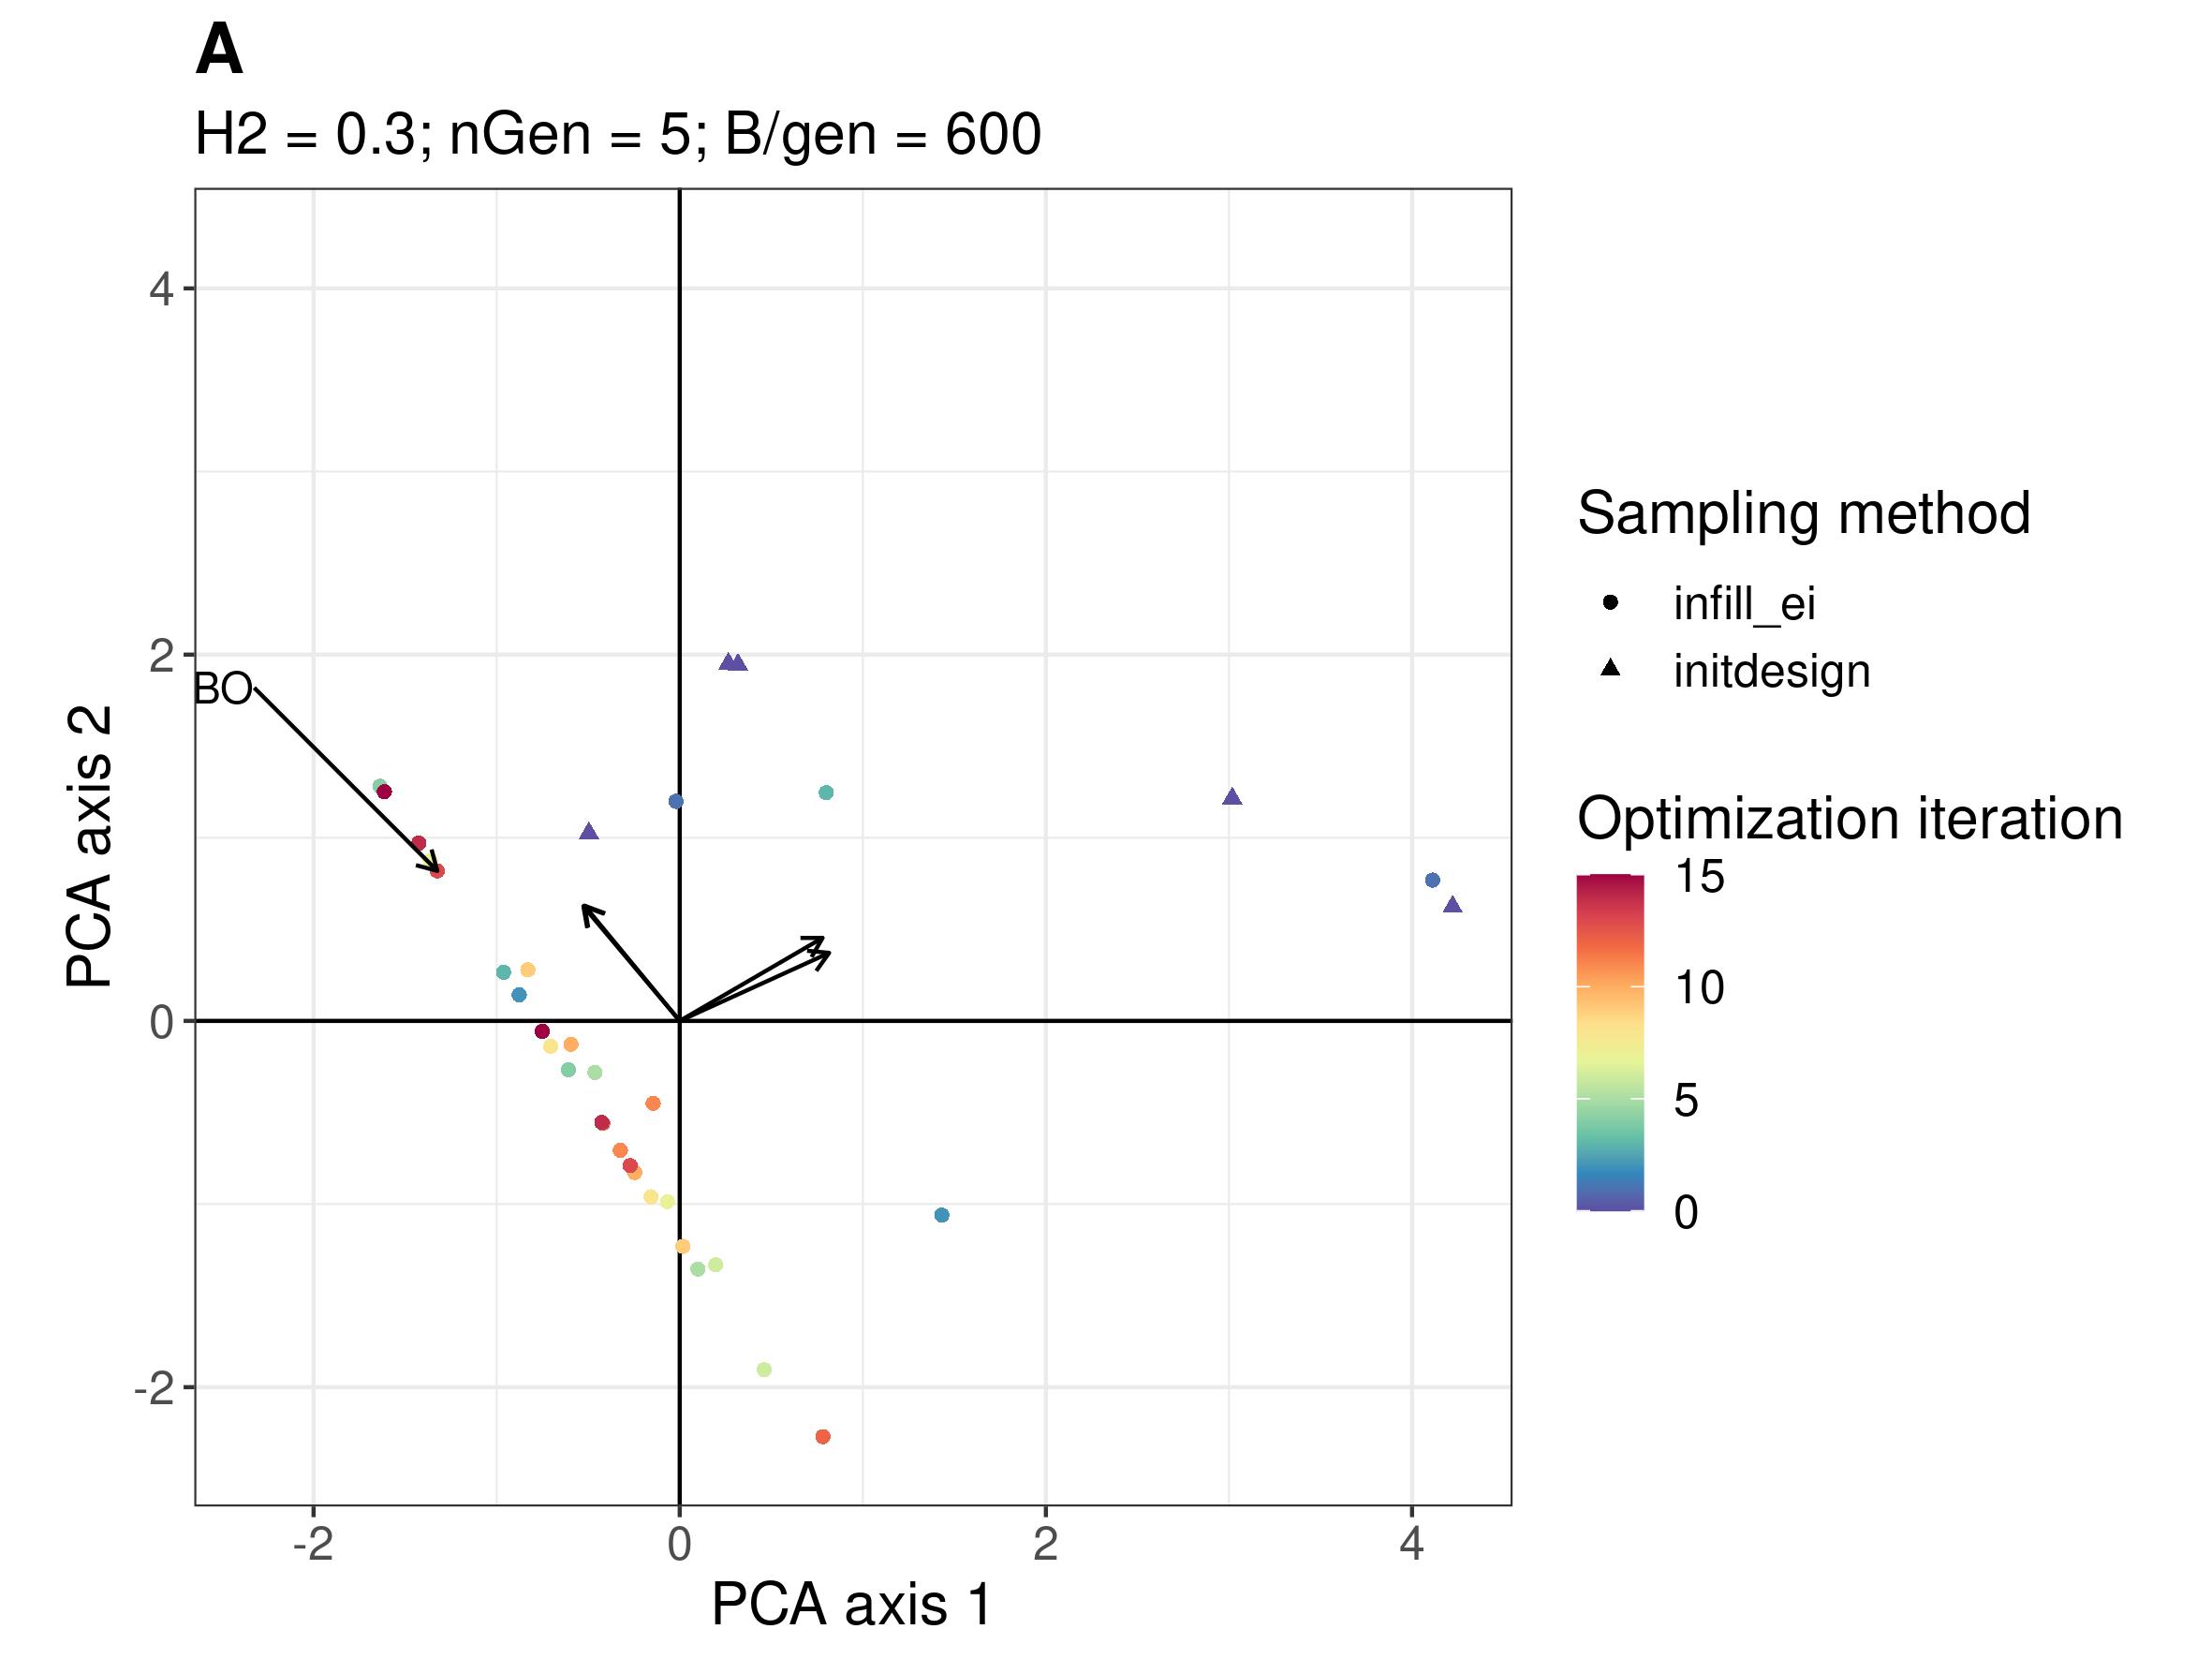 A
H2 = 0.3; nGen = 5; B/gen = 600
4
2
0
-2
PCA axis 2
BO
-2
0
2
4
PCA axis 1
Sampling method
infill_ei
initdesign
Optimization iteration
15
10
5
0